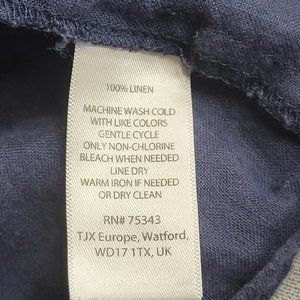 100% LINEN
MACHINE WASH COLD
WITH LIKE COLORS
GENTLE CYCLE
ONLY NON-CHLORINE
BLEACH WHEN NEEDED
LINE DRY
WARM IRON IF NEEDED
OR DRY CLEAN
RN# 75343
TJX Europe, Watford,
WD17 1TX, UK